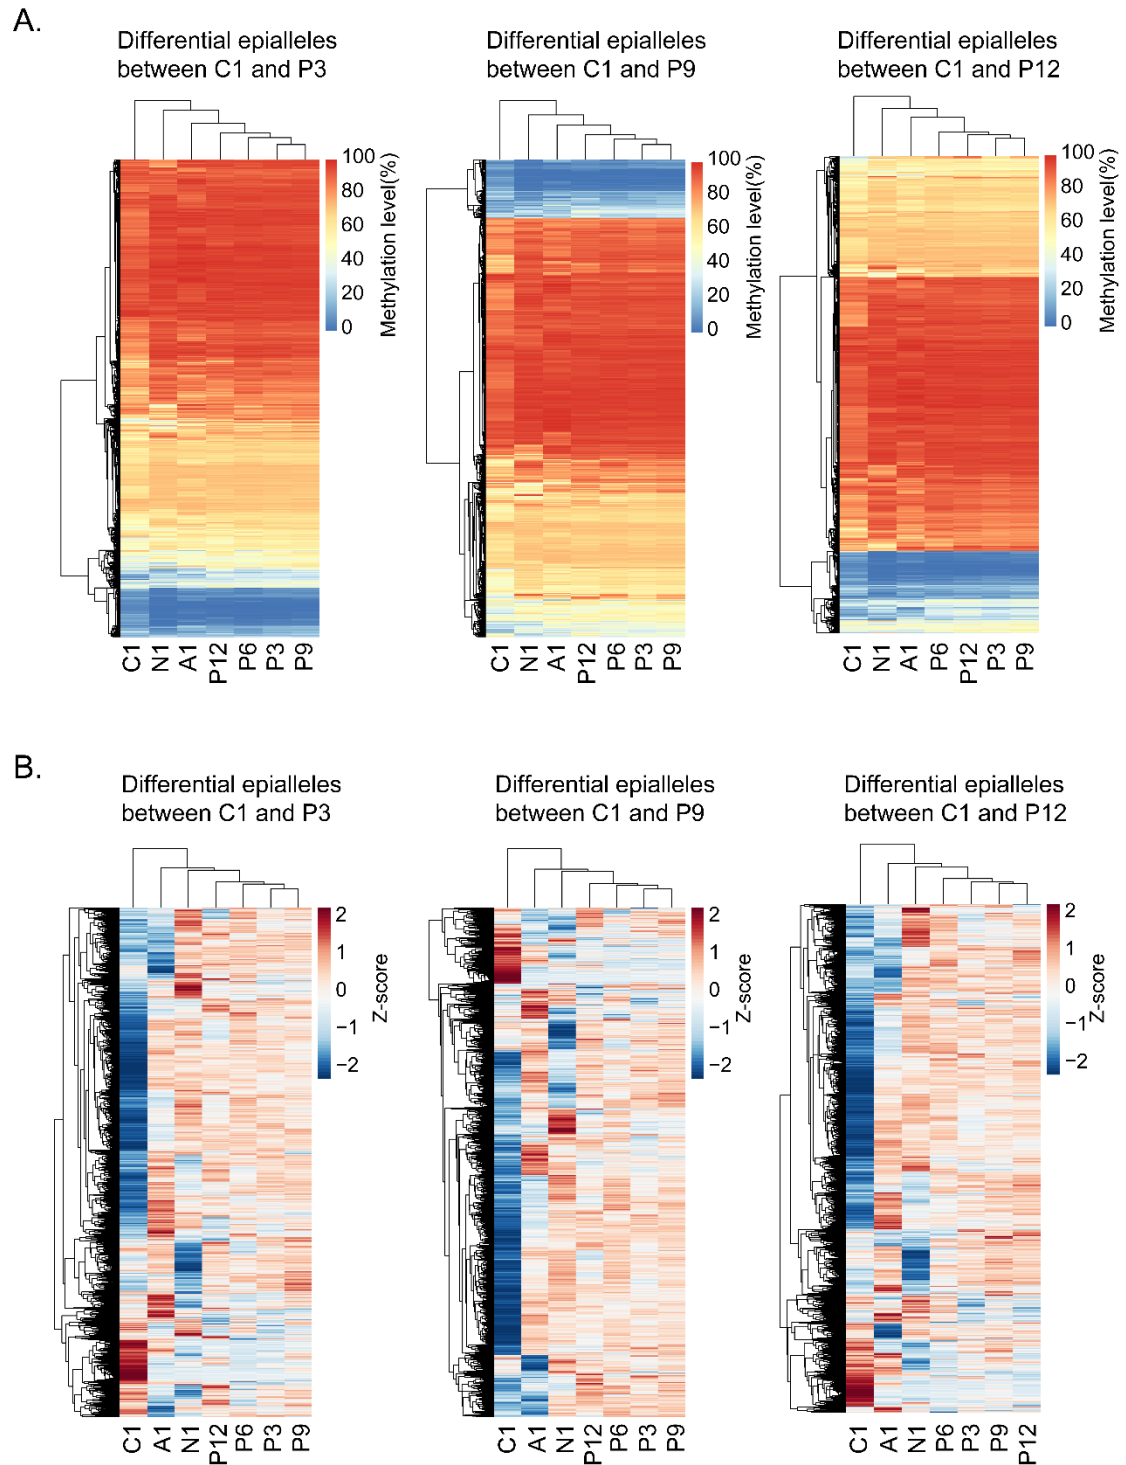 A.
Differential epialleles
between C1 and P3
Differential epialleles
between C1 and P9
Differential epialleles
between C1 and P12
100
80
60
40
20
0
Methylation level(%)
100
80
60
40
20
0
Methylation level(%)
100
80
60
40
20
0
Methylation level(%)
C1 N1 A1 P12 P6 P3 P9
C1 N1 A1 P12 P6 P3 P9
C1 N1 A1 P6 P12 P3 P9
B.
Differential epialleles
between C1 and P3
Differential epialleles
between C1 and P9
Differential epialleles
between C1 and P12
2
1
0
−1
−2
Z-score
2
1
0
−1
−2
Z-score
2
1
0
−1
−2
Z-score
C1 A1 N1 P12 P6 P3 P9
C1 A1 N1 P12 P6 P3 P9
C1 A1 N1 P6 P3 P9 P12